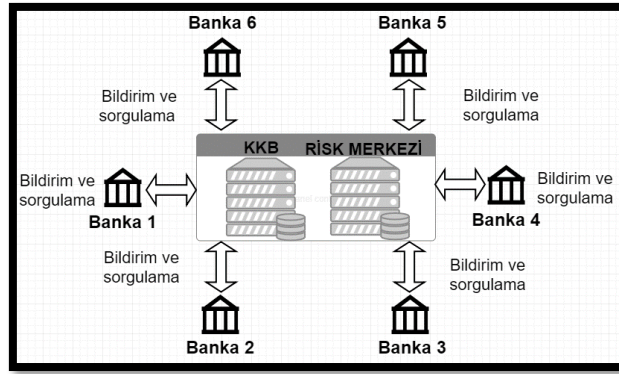 Banka 6
Banka 5
Bildirim ve
sorgulama
Bildirim ve
sorgulama
KKB
RİSK MERKEZİ
Bildirim ve
sorgulama
Banka 1
Bildirim ve
sorgulama
Banka 4
Bildirim ve
sorgulama
Bildirim ve
sorgulama
Banka 2
Banka 3